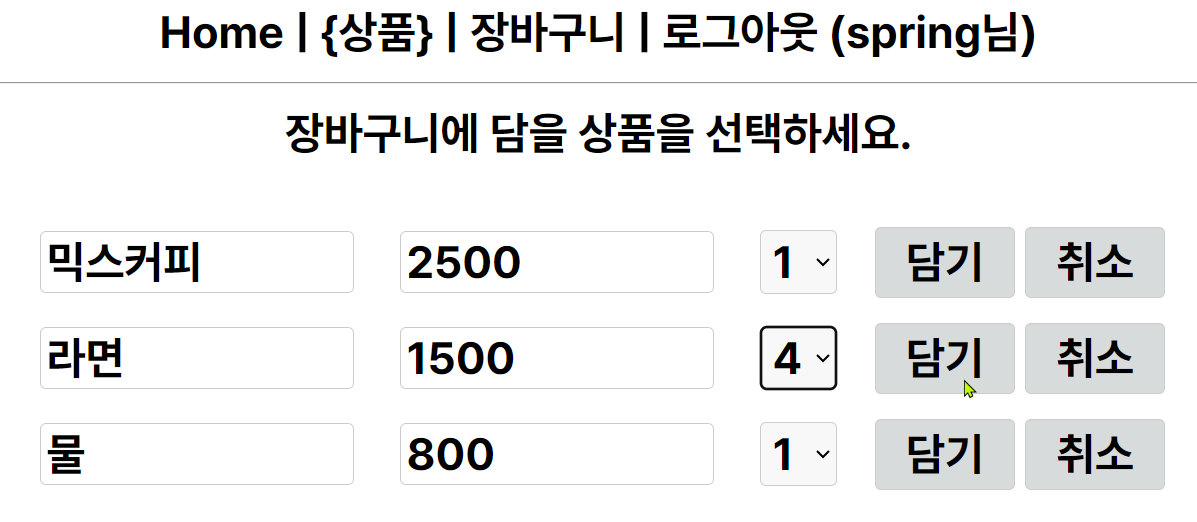 Home | {상품} | 장바구니 | 로그아웃 (spring님)
장바구니에 담을 상품을 선택하세요.
믹스커피 2500 1 담기 취소
라면 1500 4 담기 취소
물 800 1 담기 취소